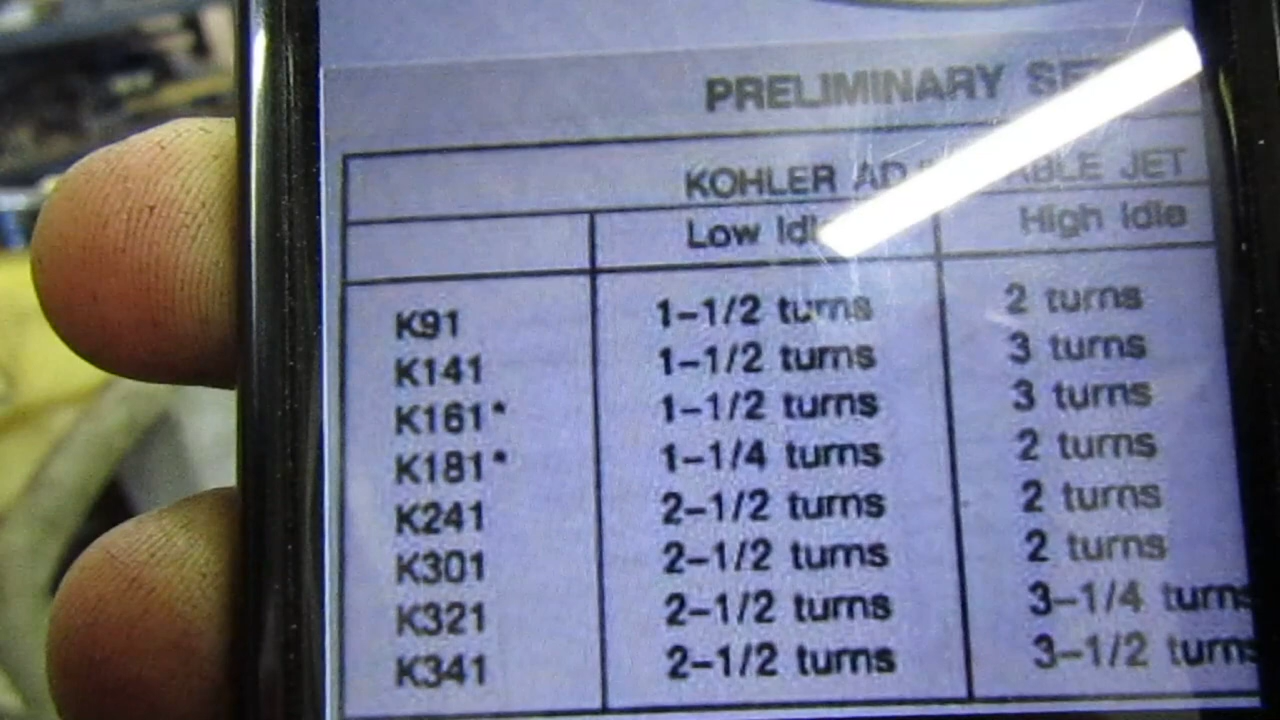 PRELIMINARY
KOHLER JET
Low High Idle
K91 1-1/2 turns 2 turns
K141 1-1/2 turns 3 turns
K161* 1-1/2 turns 3 turns
K181* 1-1/4 turns 2 turns
K241 2-1/2 turns 2 turns
K301 2-1/2 turns 2 turns
K321 2-1/2 turns 3-1/4 turns
K341 2-1/2 turns 3-1/2 turns